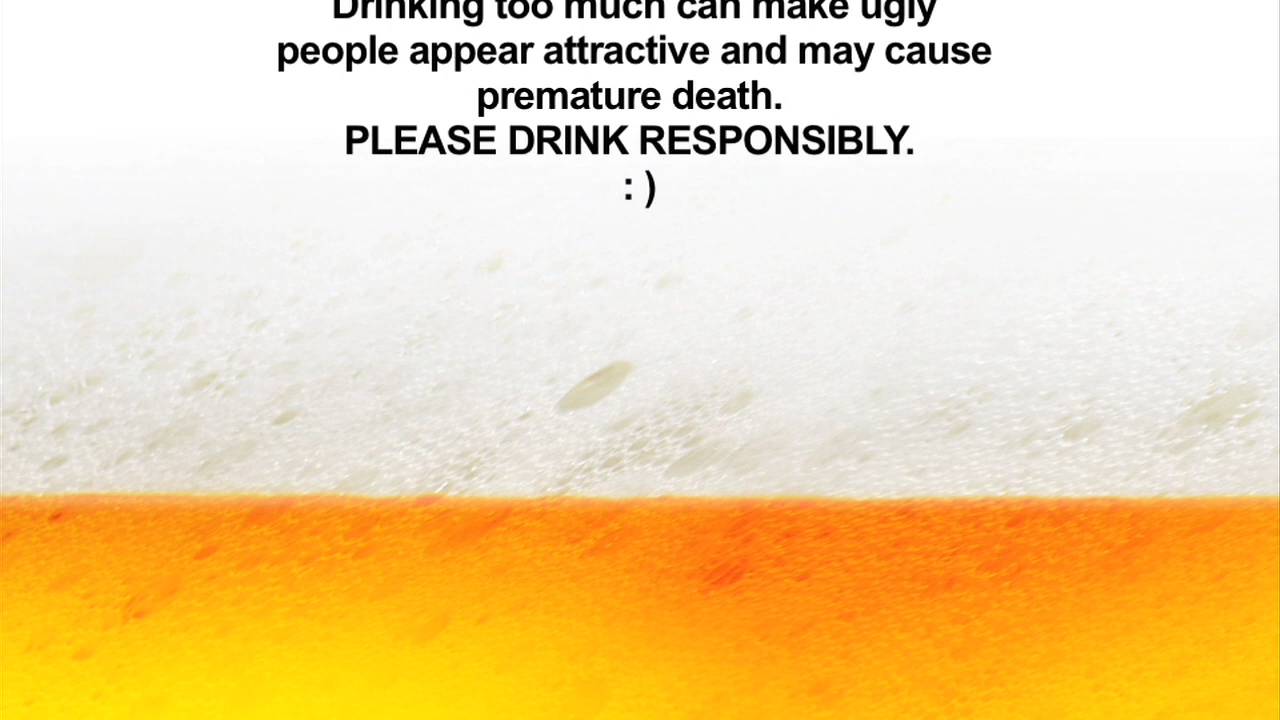 Drinking too much can make ugly
people appear attractive and may cause
premature death.
PLEASE DRINK RESPONSIBLY.
: )